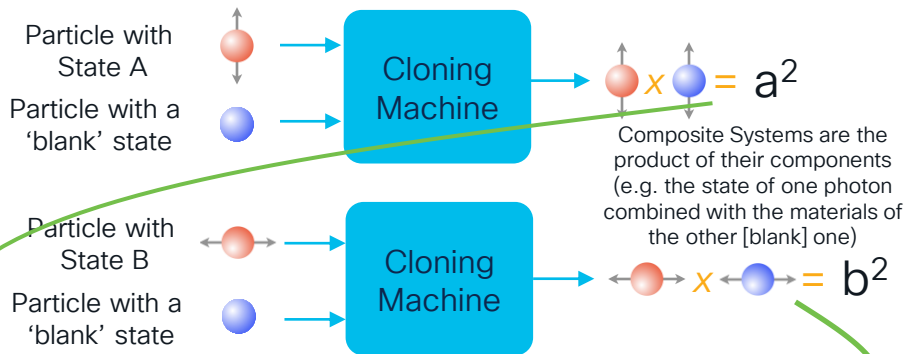 Particle with
State A
Particle with a
‘blank’ state
Cloning
Machine
x = a²
Composite Systems are the
product of their components
(e.g. the state of one photon
combined with the materials of
the other [blank] one)
Particle with
State B
Particle with a
‘blank’ state
Cloning
Machine
x = b²